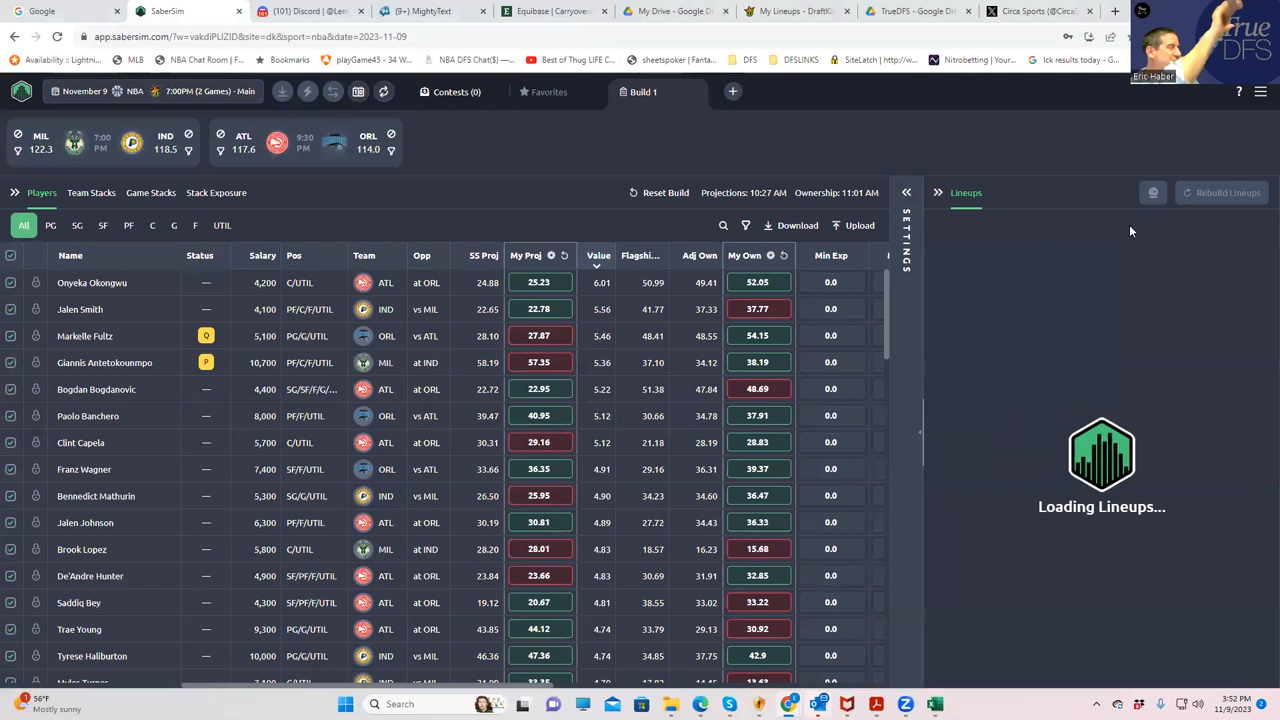 Google
SaberSim
(101) Discord | @Lem
(9+) MightyText
Equibase | Carryover
My Drive - Google D
My Lineups - DraftKin
TrueDFS - Google Dri
Circa Sports (@Circa
app.sabersim.com/?w=vakdiPLIZID&site=dk&sport=nba&date=2023-11-09
Availability :: Lightni...
MLB
NBA Chat Room | F...
Bookmarks
playGame45 - 34 W...
NBA DFS Chat($)---...
Best of Thug LIFE C...
sheetspoker - Fanta...
DFS
DFSLINKS
SiteLatch | http://w...
Nitrobetting | Your...
Ick results today - G...
True DFS
Eric Haber
November 9
NBA
7:00PM (2 Games) - Main
Contests (0)
Favorites
Build 1
MIL 122.3
7:00 PM
IND 118.5
ATL 117.6
9:30 PM
ORL 114.0
Players
Team Stacks
Game Stacks
Stack Exposure
Reset Build
Projections: 10:27 AM
Ownership: 11:01 AM
Lineups
Rebuild Lineups
All
PG
SG
SF
PF
C
G
F
UTIL
Download
Upload
SETTINGS
Name Status Salary Pos Team Opp SS Proj My Proj Value Flagshi... Adj Own My Own Min Exp
Onyeka Okongwu — 4,200 C/UTIL ATL at ORL 24.88 25.23 6.01 50.99 49.41 52.05 0.0
Jalen Smith — 4,100 PF/C/F/UTIL IND vs MIL 22.65 22.78 5.56 41.77 37.33 37.77 0.0
Markelle Fultz Q 5,100 PG/G/UTIL ORL vs ATL 28.10 27.87 5.46 48.41 48.55 54.15 0.0
Giannis Antetokounmpo P 10,700 PF/C/F/UTIL MIL at IND 58.19 57.35 5.36 37.10 34.12 38.19 0.0
Bogdan Bogdanovic — 4,400 SG/SF/F/G/... ATL at ORL 22.72 22.95 5.22 51.38 47.84 48.69 0.0
Paolo Banchero — 8,000 PF/F/UTIL ORL vs ATL 39.47 40.95 5.12 30.66 34.78 37.91 0.0
Clint Capela — 5,700 C/UTIL ATL at ORL 30.31 29.16 5.12 21.18 28.19 28.83 0.0
Franz Wagner — 7,400 SF/F/UTIL ORL vs ATL 33.66 36.35 4.91 29.16 36.31 39.37 0.0
Bennedict Mathurin — 5,300 SG/G/UTIL IND vs MIL 26.50 25.95 4.90 34.23 34.60 36.47 0.0
Jalen Johnson — 6,300 PF/F/UTIL ATL at ORL 30.19 30.81 4.89 27.72 34.43 36.33 0.0
Brook Lopez — 5,800 C/UTIL MIL at IND 28.20 28.01 4.83 18.57 16.23 15.68 0.0
De'Andre Hunter — 4,900 SF/PF/F/UTIL ATL at ORL 23.84 23.66 4.83 30.69 31.91 32.85 0.0
Saddiq Bey — 4,300 SF/PF/F/UTIL ATL at ORL 19.12 20.67 4.81 38.55 33.02 33.22 0.0
Trae Young — 9,300 PG/G/UTIL ATL at ORL 43.85 44.12 4.74 33.79 29.13 30.92 0.0
Tyrese Haliburton — 10,000 PG/G/UTIL IND vs MIL 46.36 47.36 4.74 34.85 37.75 42.9 0.0
Loading Lineups...
56°F
Mostly sunny
Search
3:52 PM
11/9/2023